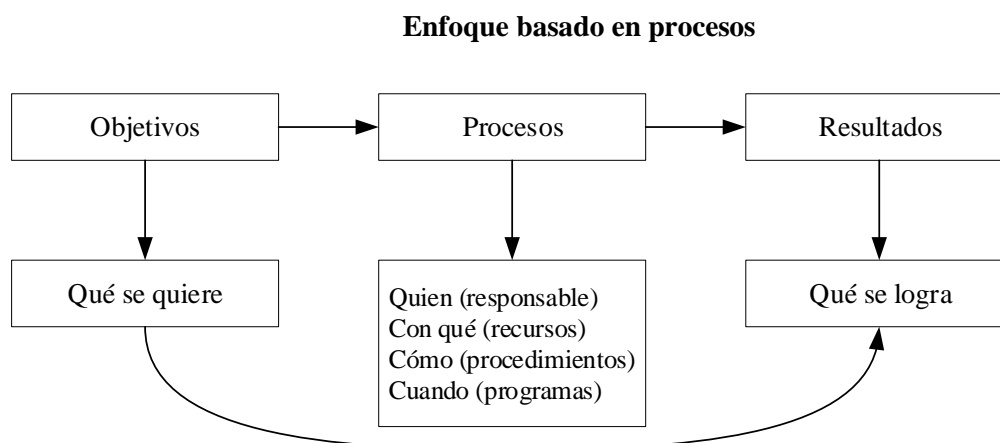 Enfoque basado en procesos
Objetivos
Procesos
Resultados
Qué se quiere
Quien (responsable)
Con qué (recursos)
Cómo (procedimientos)
Cuando (programas)
Qué se logra